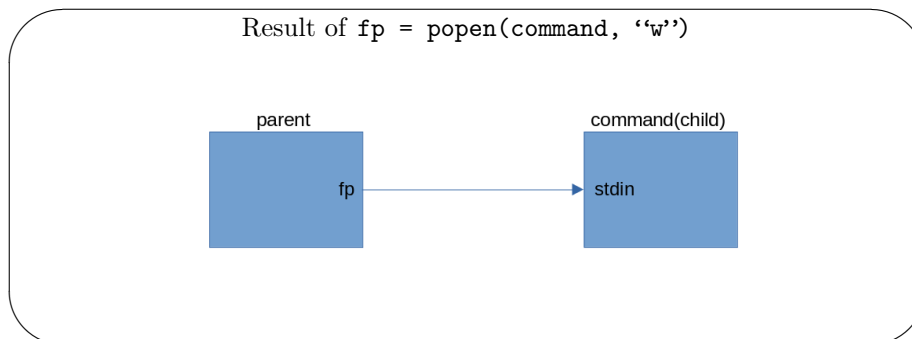 Result of fp = popen(command, “w”)
parent
command(child)
fp
stdin